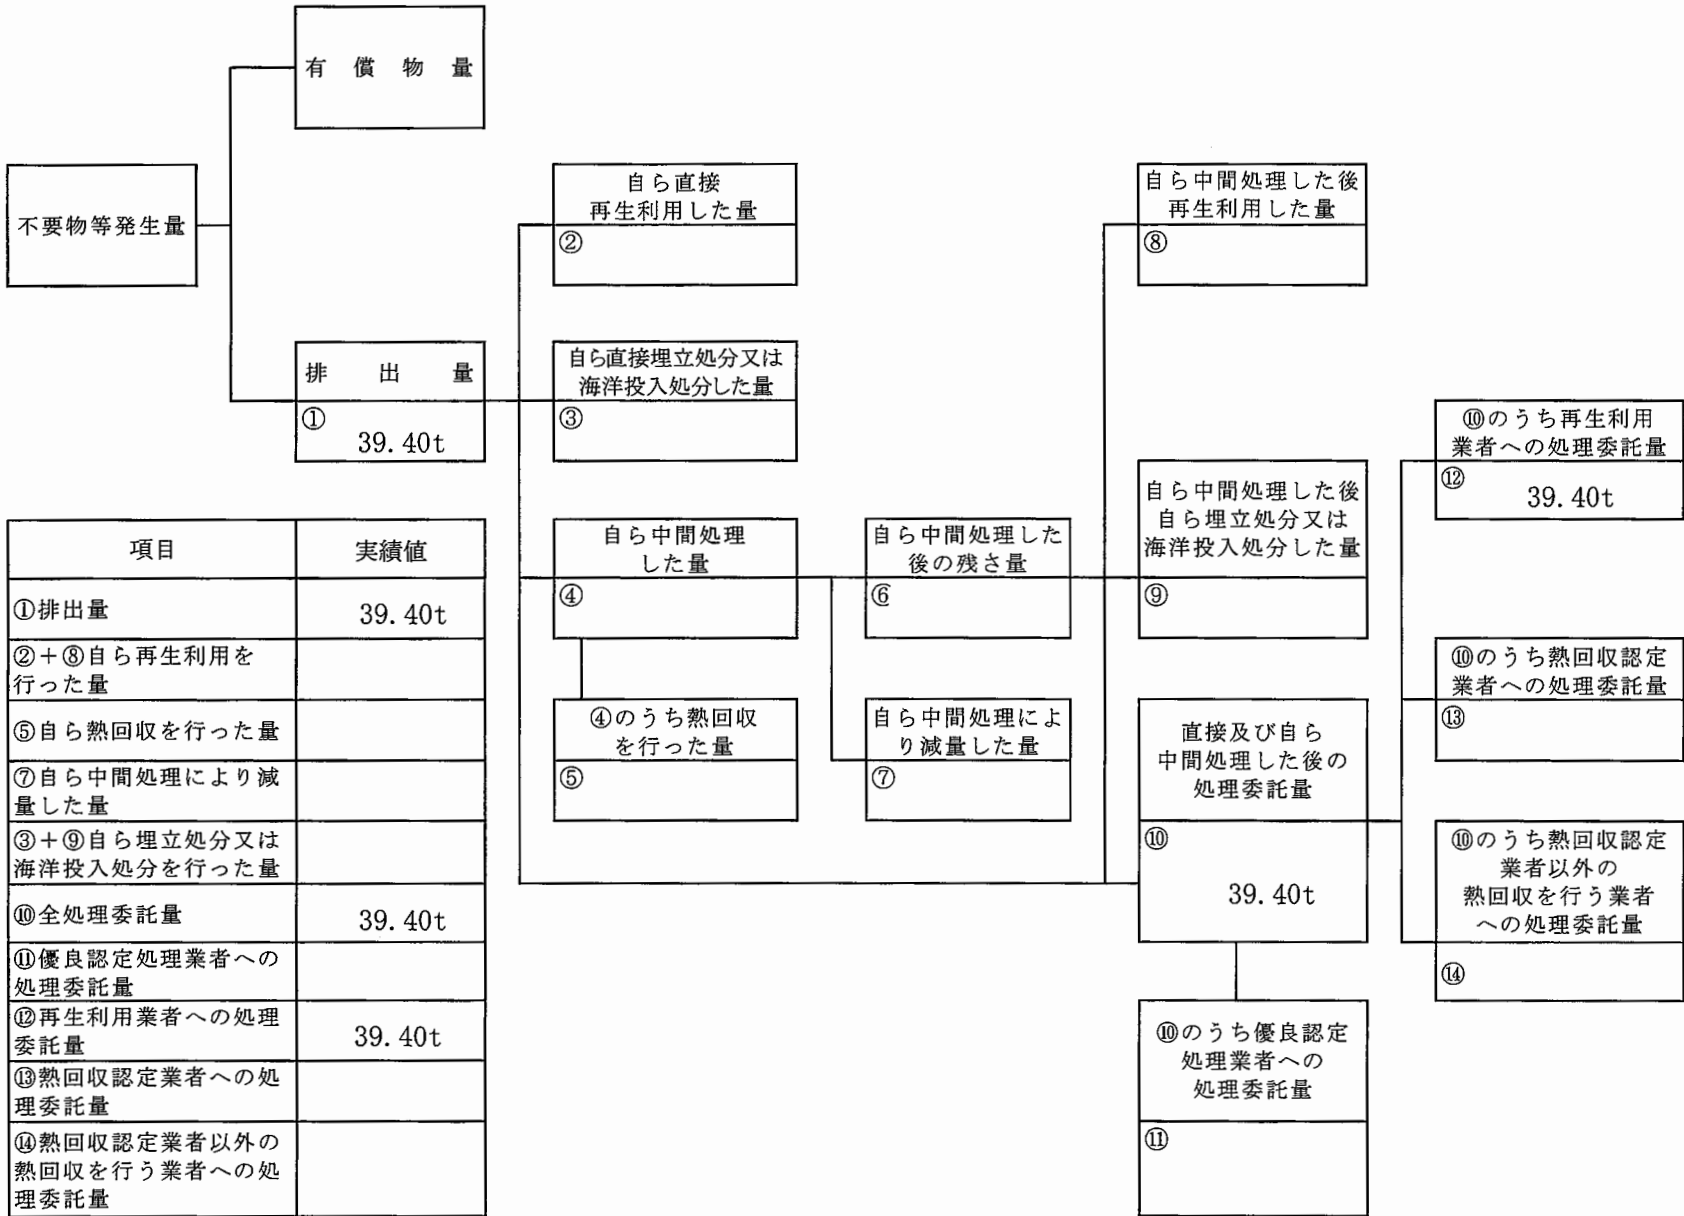 有償物量
不要物等発生量
排出量
①
39.40t
自ら直接
再生利用した量
②
自ら直接埋立処分又は
海洋投入処分した量
③
自ら中間処理
した量
④
④のうち熱回収
を行った量
⑤
自ら中間処理した
後の残さ量
⑥
自ら中間処理によ
り減量した量
⑦
自ら中間処理した後
再生利用した量
⑧
自ら中間処理した後
自ら埋立処分又は
海洋投入処分した量
⑨
直接及び自ら
中間処理した後の
処理委託量
⑩
39.40t
⑩のうち優良認定
処理業者への
処理委託量
⑪
⑩のうち再生利用
業者への処理委託量
⑫
39.40t
⑩のうち熱回収認定
業者への処理委託量
⑬
⑩のうち熱回収認定
業者以外の
熱回収を行う業者
への処理委託量
⑭
項目 実績値
①排出量 39.40t
②+⑧自ら再生利用を
行った量
⑤自ら熱回収を行った量
⑦自ら中間処理により減
量した量
③+⑨自ら埋立処分又は
海洋投入処分を行った量
⑩全処理委託量 39.40t
⑪優良認定処理業者への
処理委託量
⑫再生利用業者への処理
委託量 39.40t
⑬熱回収認定業者への処
理委託量
⑭熱回収認定業者以外の
熱回収を行う業者への処
理委託量